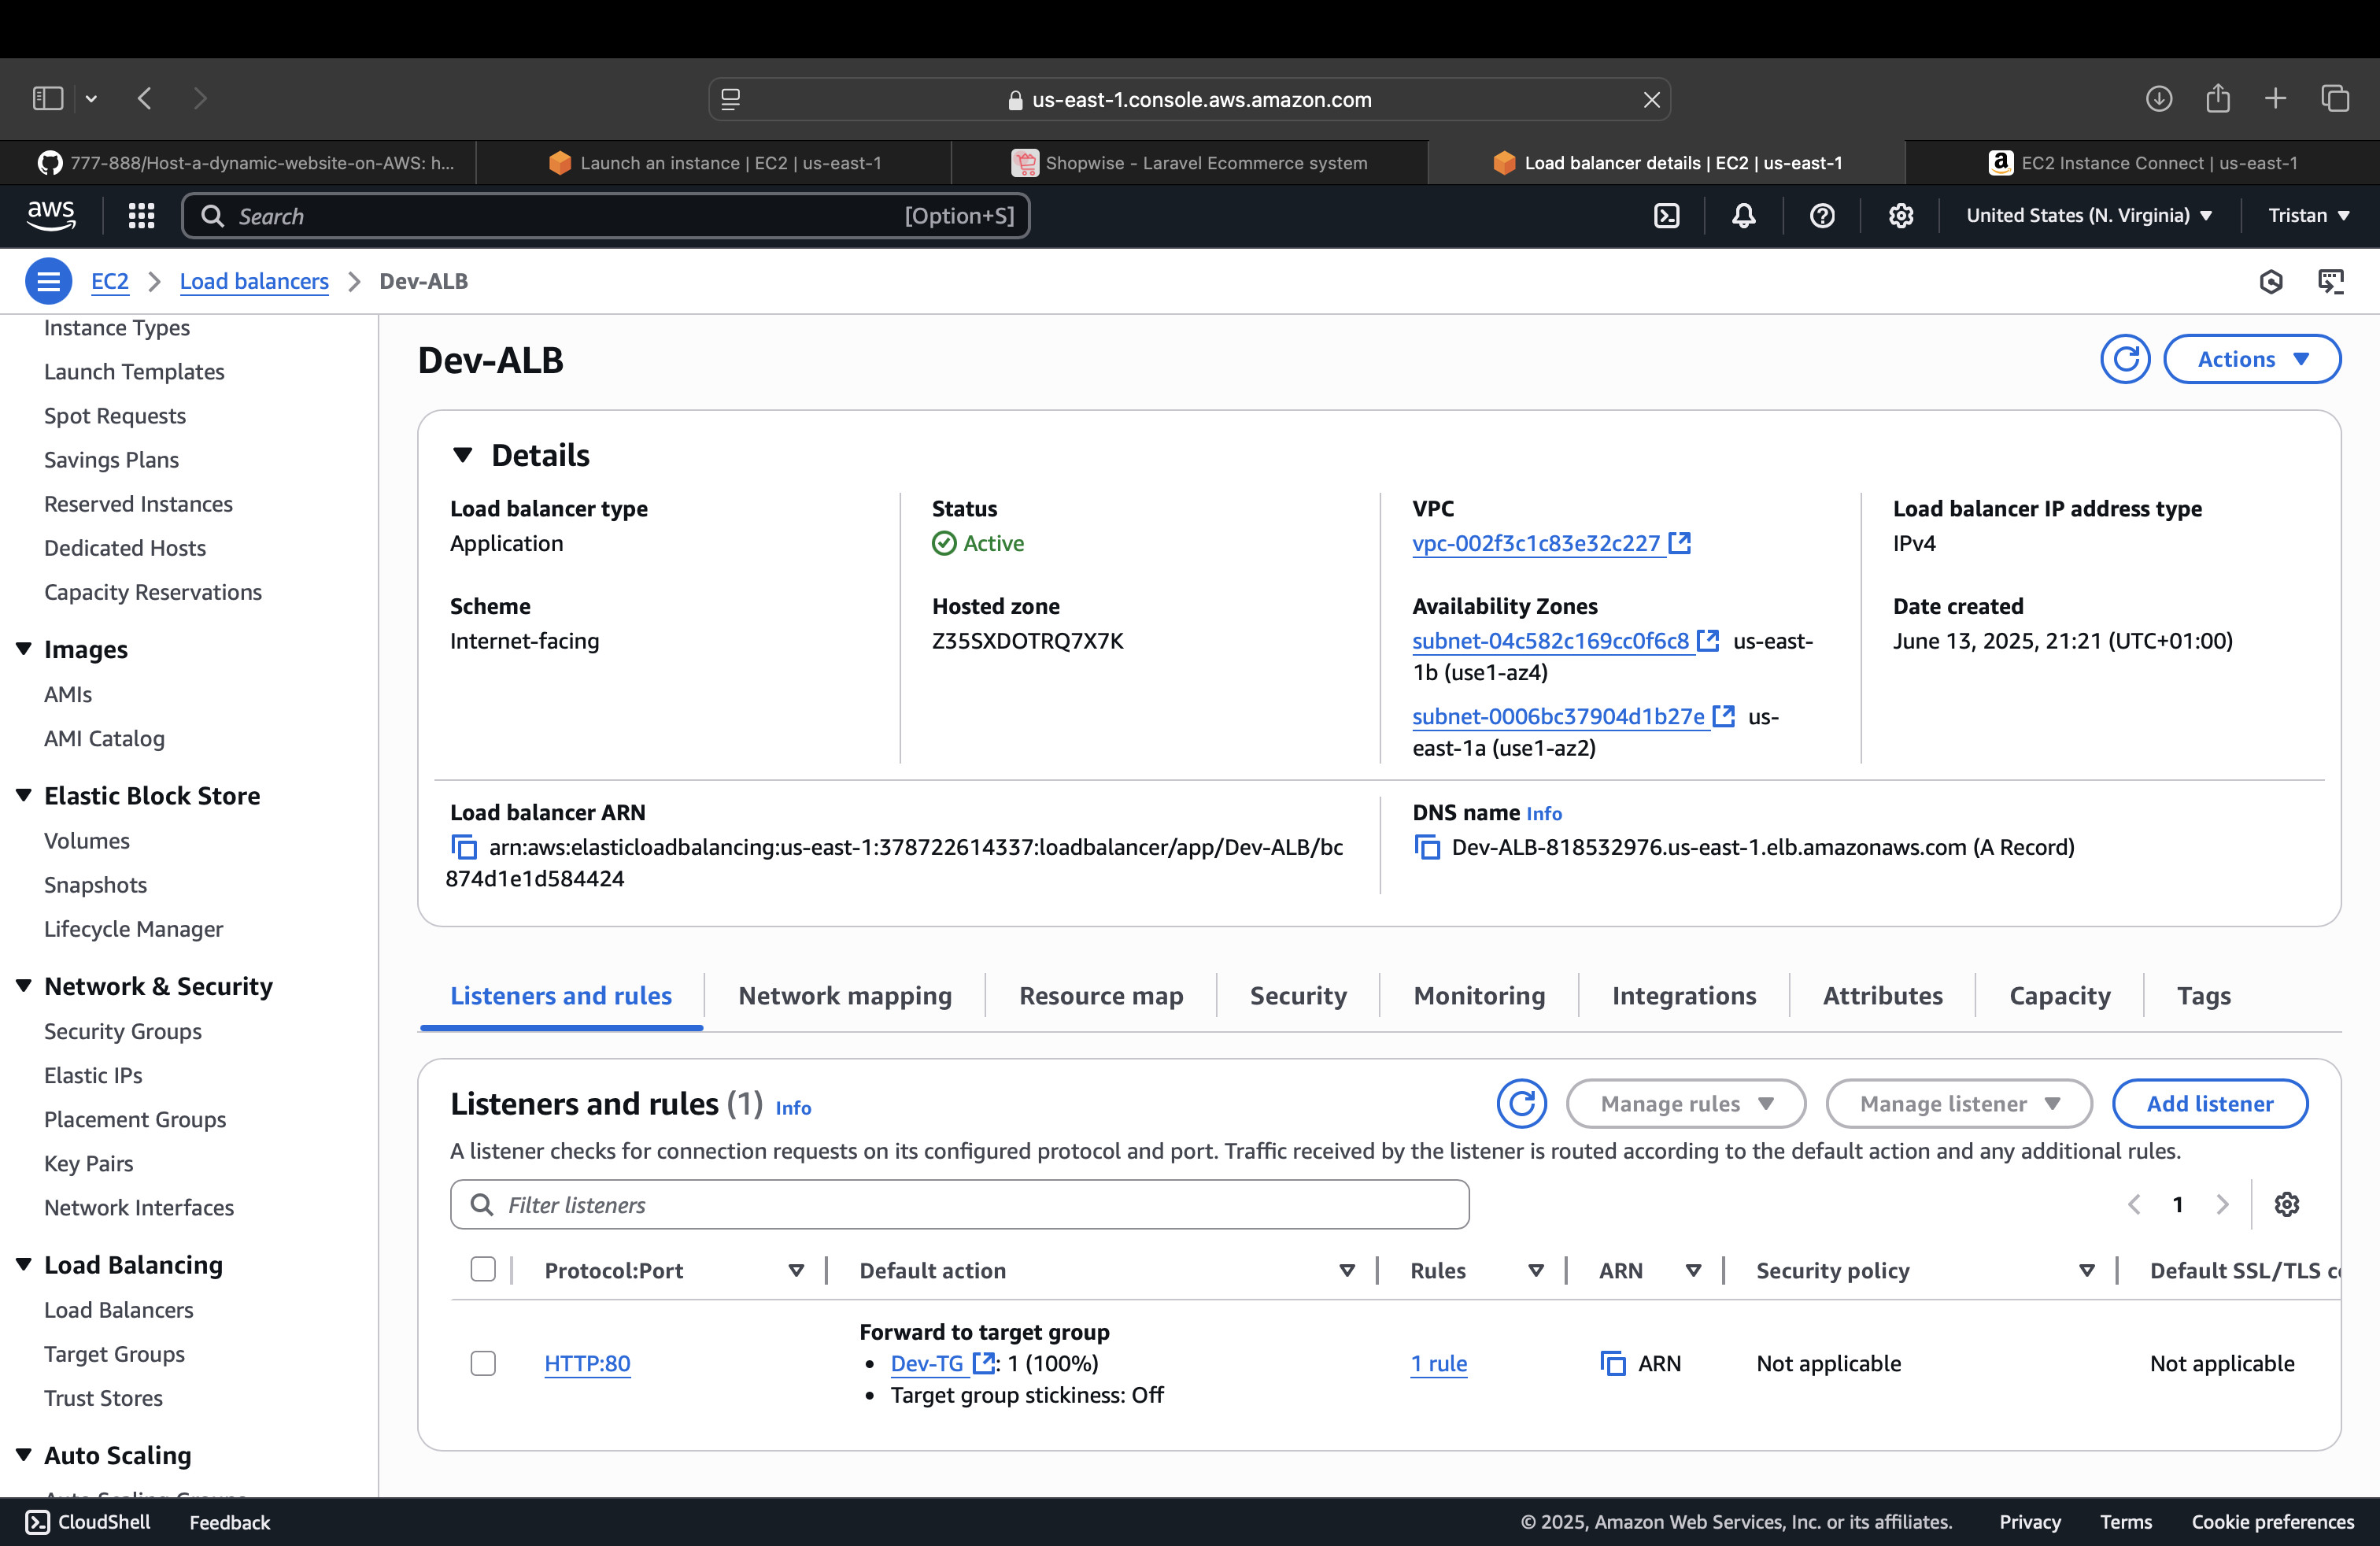 us-east-1.console.aws.amazon.com
777-888/Host-a-dynamic-website-on-AWS: h...
Launch an instance | EC2 | us-east-1
Shopwise - Laravel Ecommerce system
Load balancer details | EC2 | us-east-1
EC2 Instance Connect | us-east-1
aws
Search
[Option+S]
United States (N. Virginia)
Tristan
EC2
Load balancers
Dev-ALB
Instance Types
Launch Templates
Spot Requests
Savings Plans
Reserved Instances
Dedicated Hosts
Capacity Reservations
Images
AMIs
AMI Catalog
Elastic Block Store
Volumes
Snapshots
Lifecycle Manager
Network & Security
Security Groups
Elastic IPs
Placement Groups
Key Pairs
Network Interfaces
Load Balancing
Load Balancers
Target Groups
Trust Stores
Auto Scaling
Auto Scaling Groups
Dev-ALB
Actions
Details
Load balancer type
Application
Status
Active
VPC
vpc-002f3c1c83e32c227
Load balancer IP address type
IPv4
Scheme
Internet-facing
Hosted zone
Z35SXDOTRQ7X7K
Availability Zones
subnet-04c582c169cc0f6c8 us-east-
1b (use1-az4)
subnet-0006bc37904d1b27e us-
east-1a (use1-az2)
Date created
June 13, 2025, 21:21 (UTC+01:00)
Load balancer ARN
arn:aws:elasticloadbalancing:us-east-1:378722614337:loadbalancer/app/Dev-ALB/bc
874d1e1d584424
DNS name Info
Dev-ALB-818532976.us-east-1.elb.amazonaws.com (A Record)
Listeners and rules
Network mapping
Resource map
Security
Monitoring
Integrations
Attributes
Capacity
Tags
Listeners and rules (1) Info
Manage rules
Manage listener
Add listener
A listener checks for connection requests on its configured protocol and port. Traffic received by the listener is routed according to the default action and any additional rules.
Filter listeners
1
Protocol:Port
Default action
Rules
ARN
Security policy
Default SSL/TLS c
HTTP:80
Forward to target group
• Dev-TG : 1 (100%)
• Target group stickiness: Off
1 rule
ARN
Not applicable
Not applicable
CloudShell
Feedback
© 2025, Amazon Web Services, Inc. or its affiliates.
Privacy
Terms
Cookie preferences